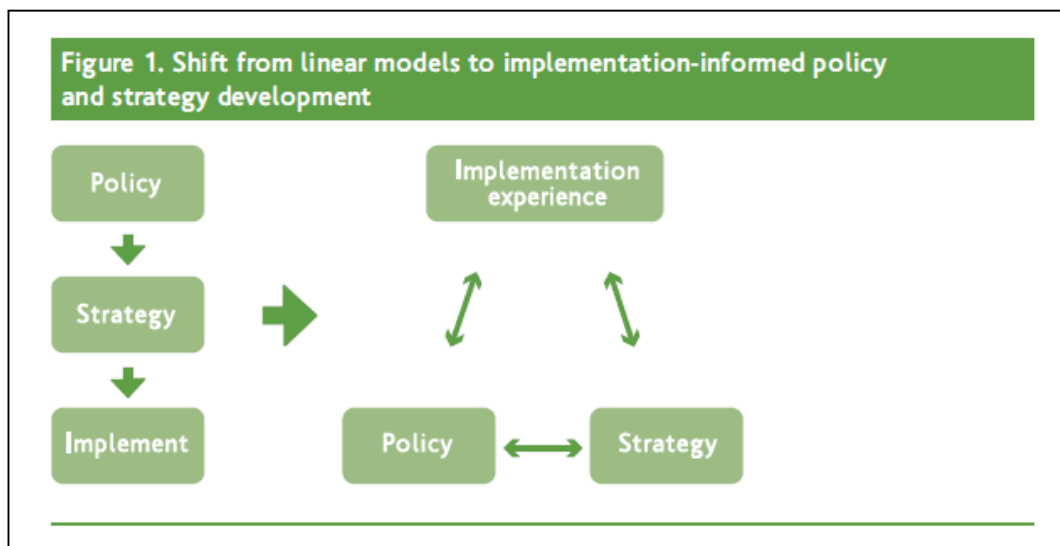 Figure 1. Shift from linear models to implementation-informed policy
and strategy development
Policy
Strategy
Implement
Implementation
experience
Policy
Strategy